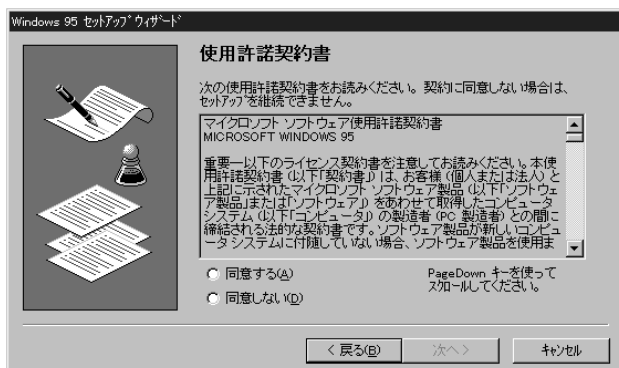 Windows 95 ｾｯﾄｱｯﾌﾟ ｳｨｻﾞｰﾄﾞ
使用許諾契約書
次の使用許諾契約書をお読みください。契約に同意しない場合は、
ｾｯﾄｱｯﾌﾟを継続できません。
マイクロソフト ソフトウェア使用許諾契約書
MICROSOFT WINDOWS 95
重要－以下のライセンス契約書を注意してお読みください。本使
用許諾契約書 (以下「契約書」) は、お客様 (個人または法人) と
上記に示されたマイクロソフト ソフトウェア製品 (以下「ソフトウェ
ア製品」または「ソフトウェア」) をあわせて取得したコンピュータ
システム (以下「コンピュータ」) の製造者 (PC 製造者) との間に
締結される法的な契約書です。ソフトウェア製品が新しいコンピュ
ータ システムに付随していない場合、ソフトウェア製品を使用ま
同意する(A)
同意しない(D)
PageDown キーを使って
ｽｸﾛｰﾙしてください。
< 戻る(B)
次へ >
ｷｬﾝｾﾙ